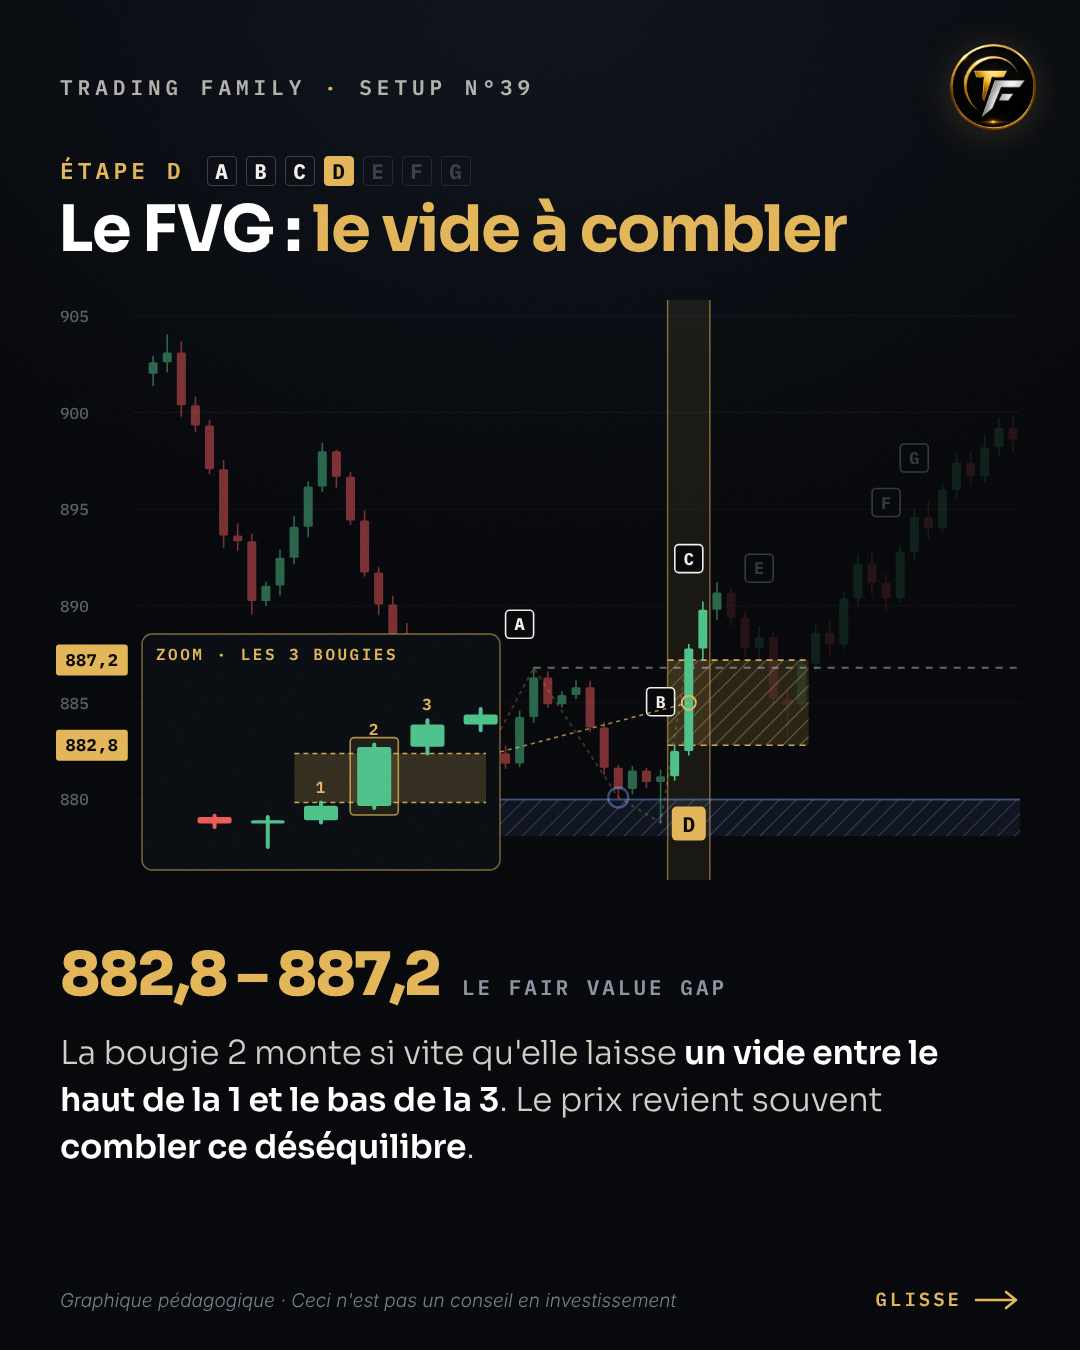 TRADING FAMILY · SETUP N°39
TF
ÉTAPE D A B C D E F G
Le FVG : le vide à combler
905
900
895
890
887,2
885
882,8
880
ZOOM · LES 3 BOUGIES
1
2
3
A
B
C
D
E
F
G
882,8 – 887,2 LE FAIR VALUE GAP
La bougie 2 monte si vite qu'elle laisse un vide entre le
haut de la 1 et le bas de la 3. Le prix revient souvent
combler ce déséquilibre.
Graphique pédagogique · Ceci n'est pas un conseil en investissement
GLISSE →